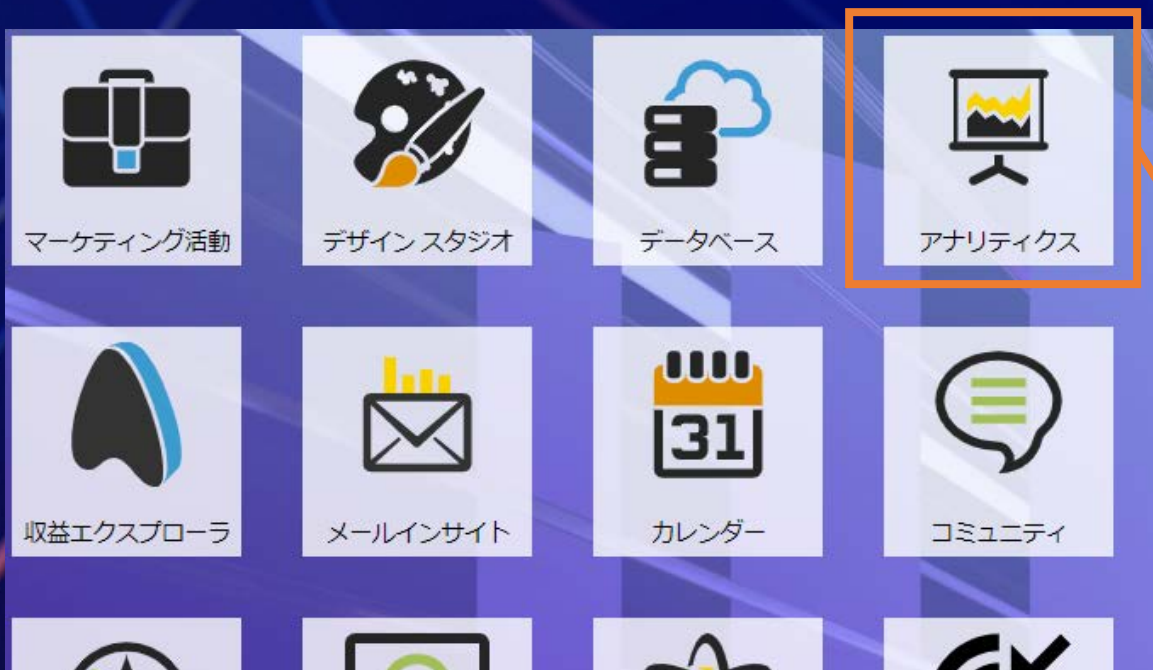 マーケティング活動
デザイン スタジオ
データベース
アナリティクス
31
収益エクスプローラ
メールインサイト
カレンダー
コミュニティ